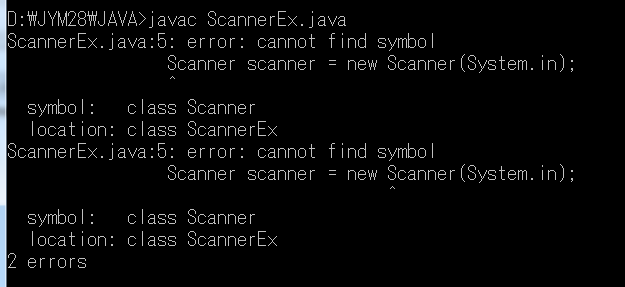 D:₩JYM28₩JAVA>javac ScannerEx.java
ScannerEx.java:5: error: cannot find symbol
Scanner scanner = new Scanner(System.in);
^
symbol:   class Scanner
location: class ScannerEx
ScannerEx.java:5: error: cannot find symbol
Scanner scanner = new Scanner(System.in);
^
symbol:   class Scanner
location: class ScannerEx
2 errors